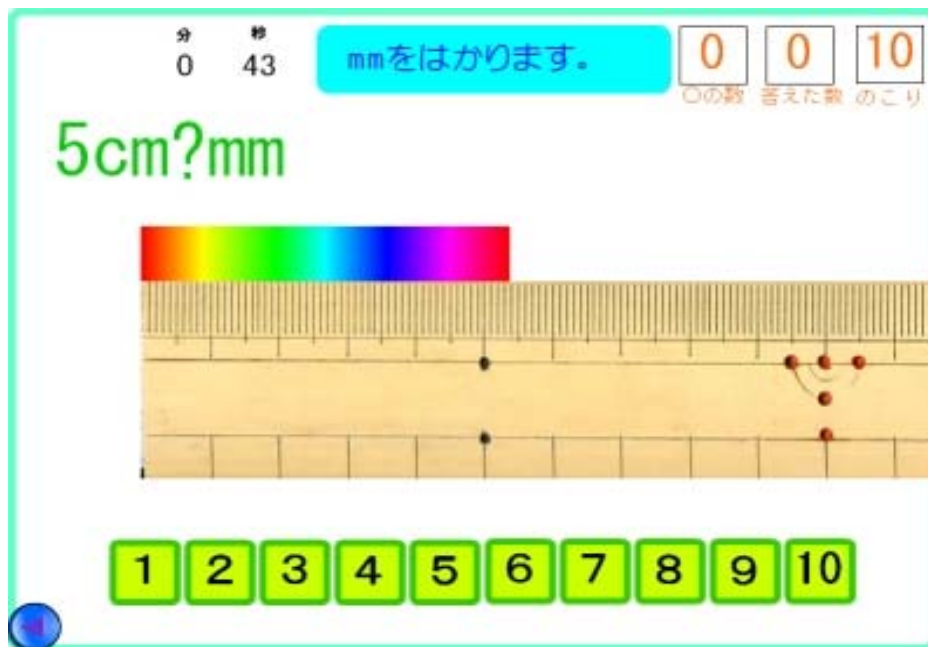 分 秒
0 43
mmをはかります。
0 0 10
○の数 答えた数 のこり
5cm?mm
1 2 3 4 5 6 7 8 9 10